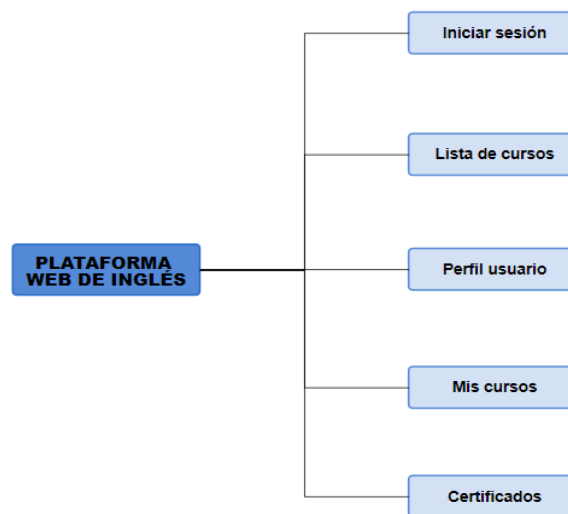 Iniciar sesión
Lista de cursos
PLATAFORMA
WEB DE INGLÉS
Perfil usuario
Mis cursos
Certificados